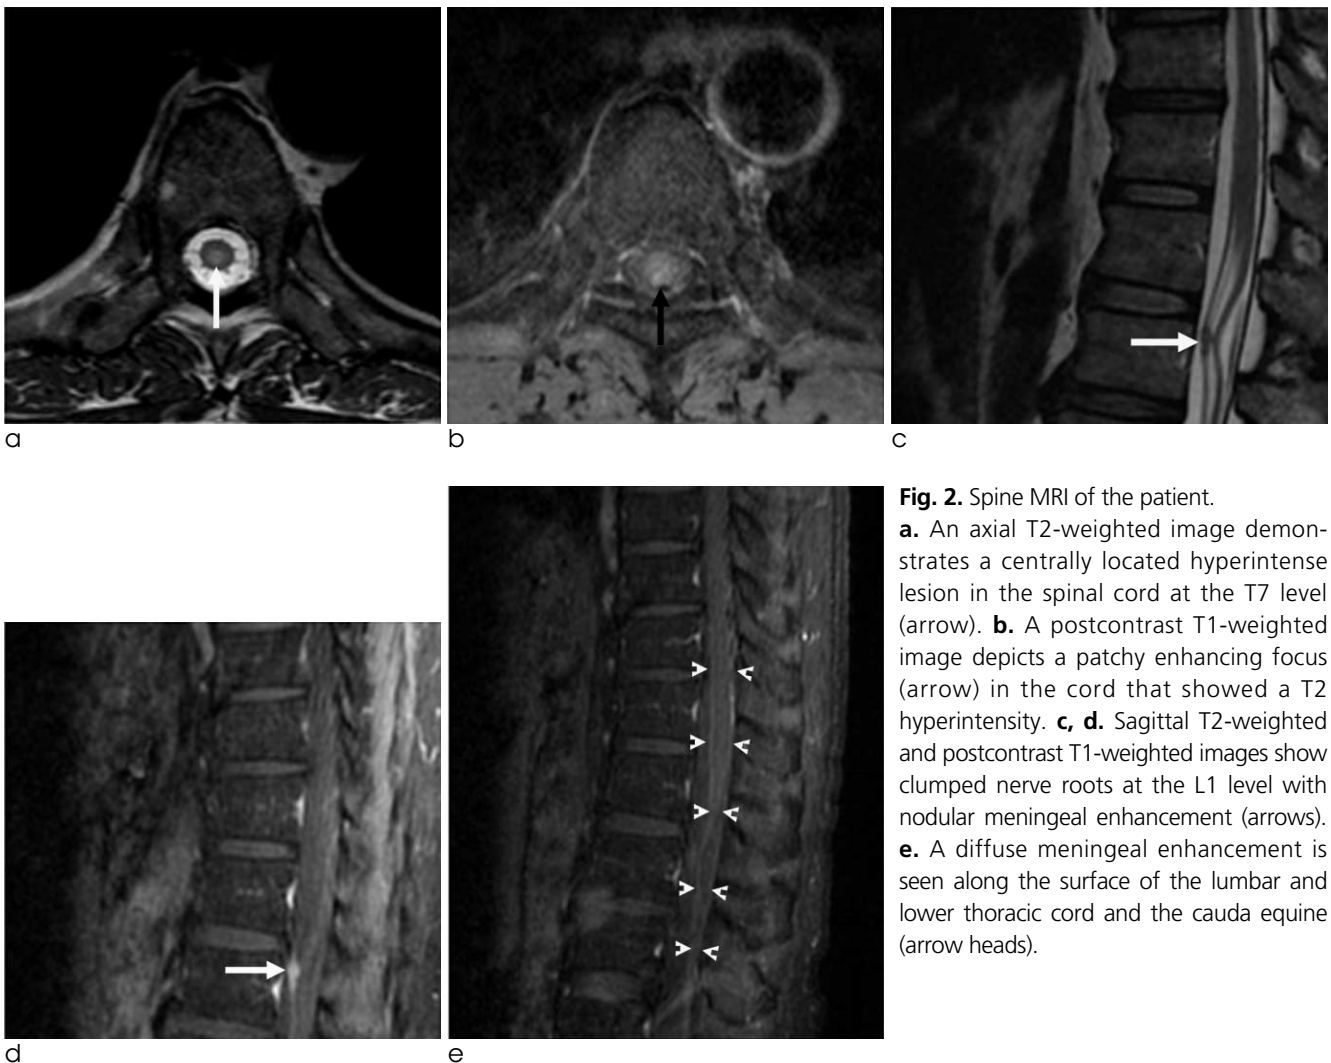 a
b
c
Fig. 2. Spine MRI of the patient.
a. An axial T2-weighted image demon-
strates a centrally located hyperintense
lesion in the spinal cord at the T7 level
(arrow). b. A postcontrast T1-weighted
image depicts a patchy enhancing focus
(arrow) in the cord that showed a T2
hyperintensity. c, d. Sagittal T2-weighted
and postcontrast T1-weighted images show
clumped nerve roots at the L1 level with
nodular meningeal enhancement (arrows).
e. A diffuse meningeal enhancement is
seen along the surface of the lumbar and
lower thoracic cord and the cauda equine
(arrow heads).
d
e